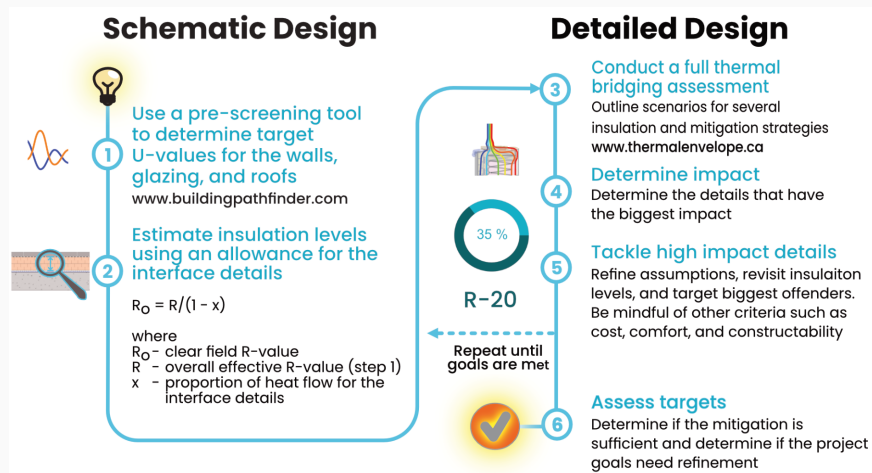 Schematic Design
1
Use a pre-screening tool
to determine target
U-values for the walls,
glazing, and roofs
www.buildingpathfinder.com
2
Estimate insulation levels
using an allowance for the
interface details
Rₒ = R/(1 - x)
where
Rₒ - clear field R-value
R - overall effective R-value (step 1)
x - proportion of heat flow for the
interface details
Detailed Design
3
Conduct a full thermal
bridging assessment
Outline scenarios for several
insulation and mitigation strategies
www.thermalenvelope.ca
4
Determine impact
Determine the details that have
the biggest impact
35 %
R-20
5
Tackle high impact details
Refine assumptions, revisit insulaiton
levels, and target biggest offenders.
Be mindful of other criteria such as
cost, comfort, and constructability
Repeat until
goals are met
6
Assess targets
Determine if the mitigation is
sufficient and determine if the project
goals need refinement